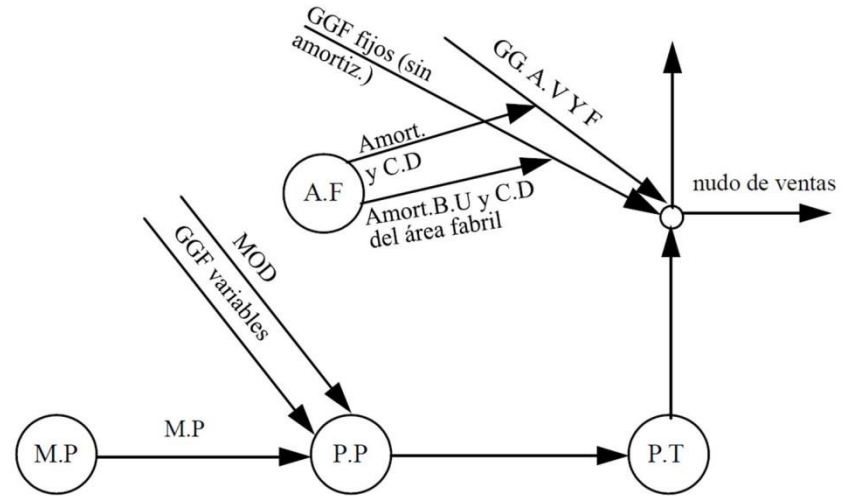 GGF fijos (sin
amortiz.)
GG. A. V Y F
Amort.
y C.D
A.F
Amort.B.U y C.D
del área fabril
nudo de ventas
MOD
GGF variables
M.P
M.P
P.P
P.T